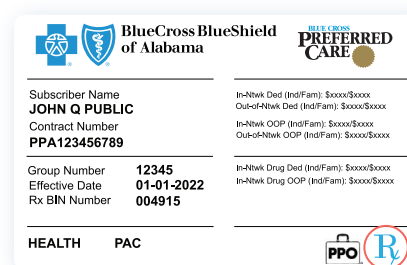 BlueCross BlueShield
of Alabama
BLUE CROSS
PREFERRED
CARE
Subscriber Name
JOHN Q PUBLIC
Contract Number
PPA123456789
In-Ntwk Ded (Ind/Fam): $xxxx/$xxxx
Out-of-Ntwk Ded (Ind/Fam): $xxxx/$xxxx
In-Ntwk OOP (Ind/Fam): $xxxx/$xxxx
Out-of-Ntwk OOP (Ind/Fam): $xxxx/$xxxx
Group Number 12345
Effective Date 01-01-2022
Rx BIN Number 004915
In-Ntwk Drug Ded (Ind/Fam): $xxxx/$xxxx
In-Ntwk Drug OOP (Ind/Fam): $xxxx/$xxxx
HEALTH PAC
PPO
Rx